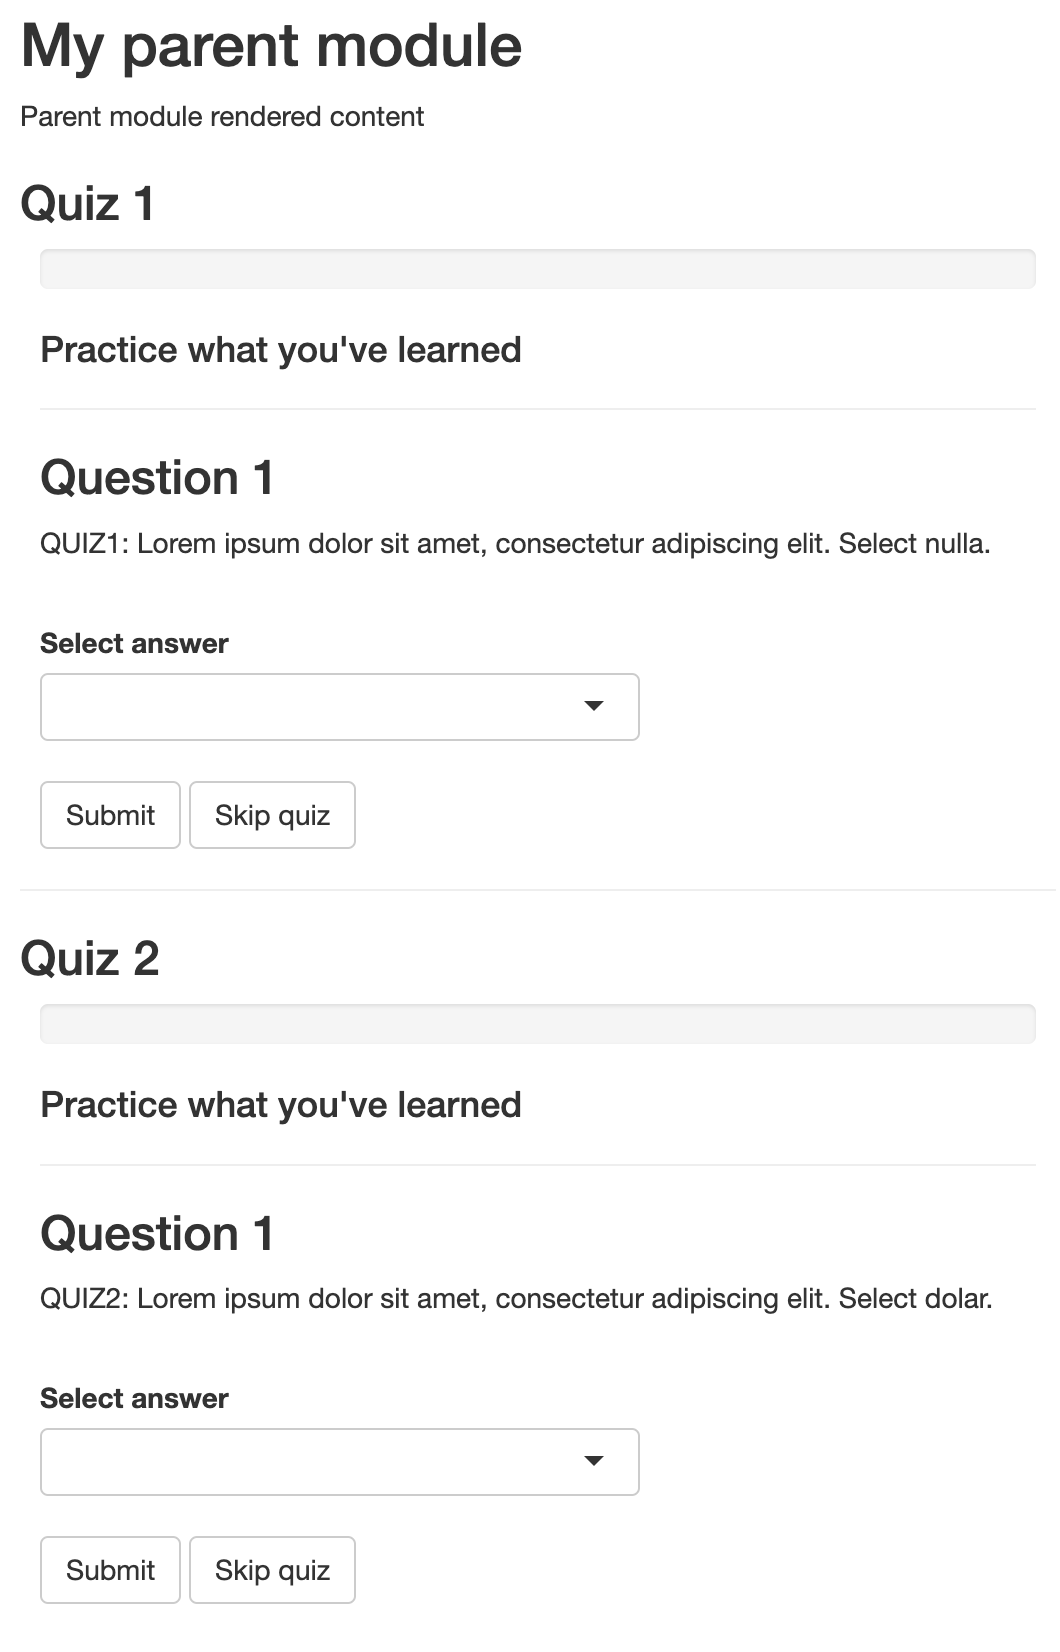 My parent module
Parent module rendered content
Quiz 1
Practice what you've learned
Question 1
QUIZ1: Lorem ipsum dolor sit amet, consectetur adipiscing elit. Select nulla.
Select answer
Submit Skip quiz
Quiz 2
Practice what you've learned
Question 1
QUIZ2: Lorem ipsum dolor sit amet, consectetur adipiscing elit. Select dolar.
Select answer
Submit Skip quiz